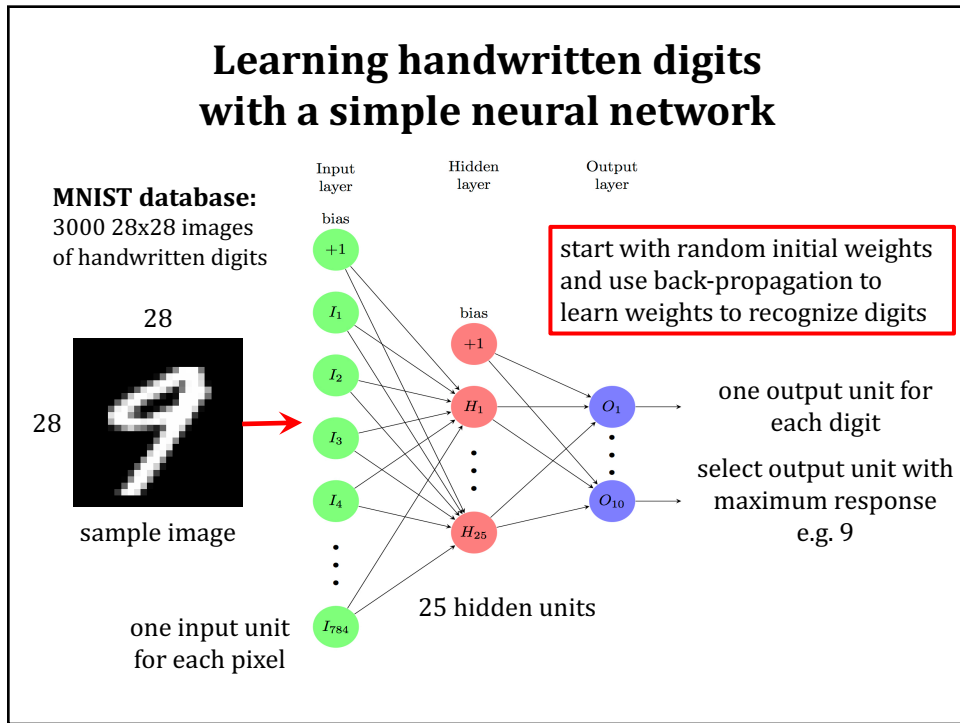 Learning handwritten digits
with a simple neural network
MNIST database:
3000 28x28 images
of handwritten digits
28
28
sample image
one input unit
for each pixel
Input
layer
bias
+1
I₁
I₂
I₃
I₄
I₇₈₄
Hidden
layer
bias
+1
H₁
H₂₅
25 hidden units
Output
layer
O₁
O₁₀
start with random initial weights
and use back-propagation to
learn weights to recognize digits
one output unit for
each digit
select output unit with
maximum response
e.g. 9